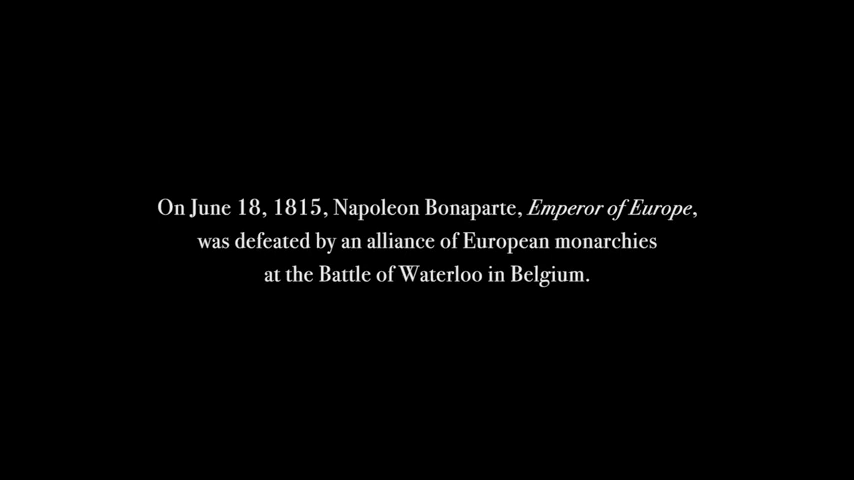 On June 18, 1815, Napoleon Bonaparte, Emperor of Europe,
was defeated by an alliance of European monarchies
at the Battle of Waterloo in Belgium.